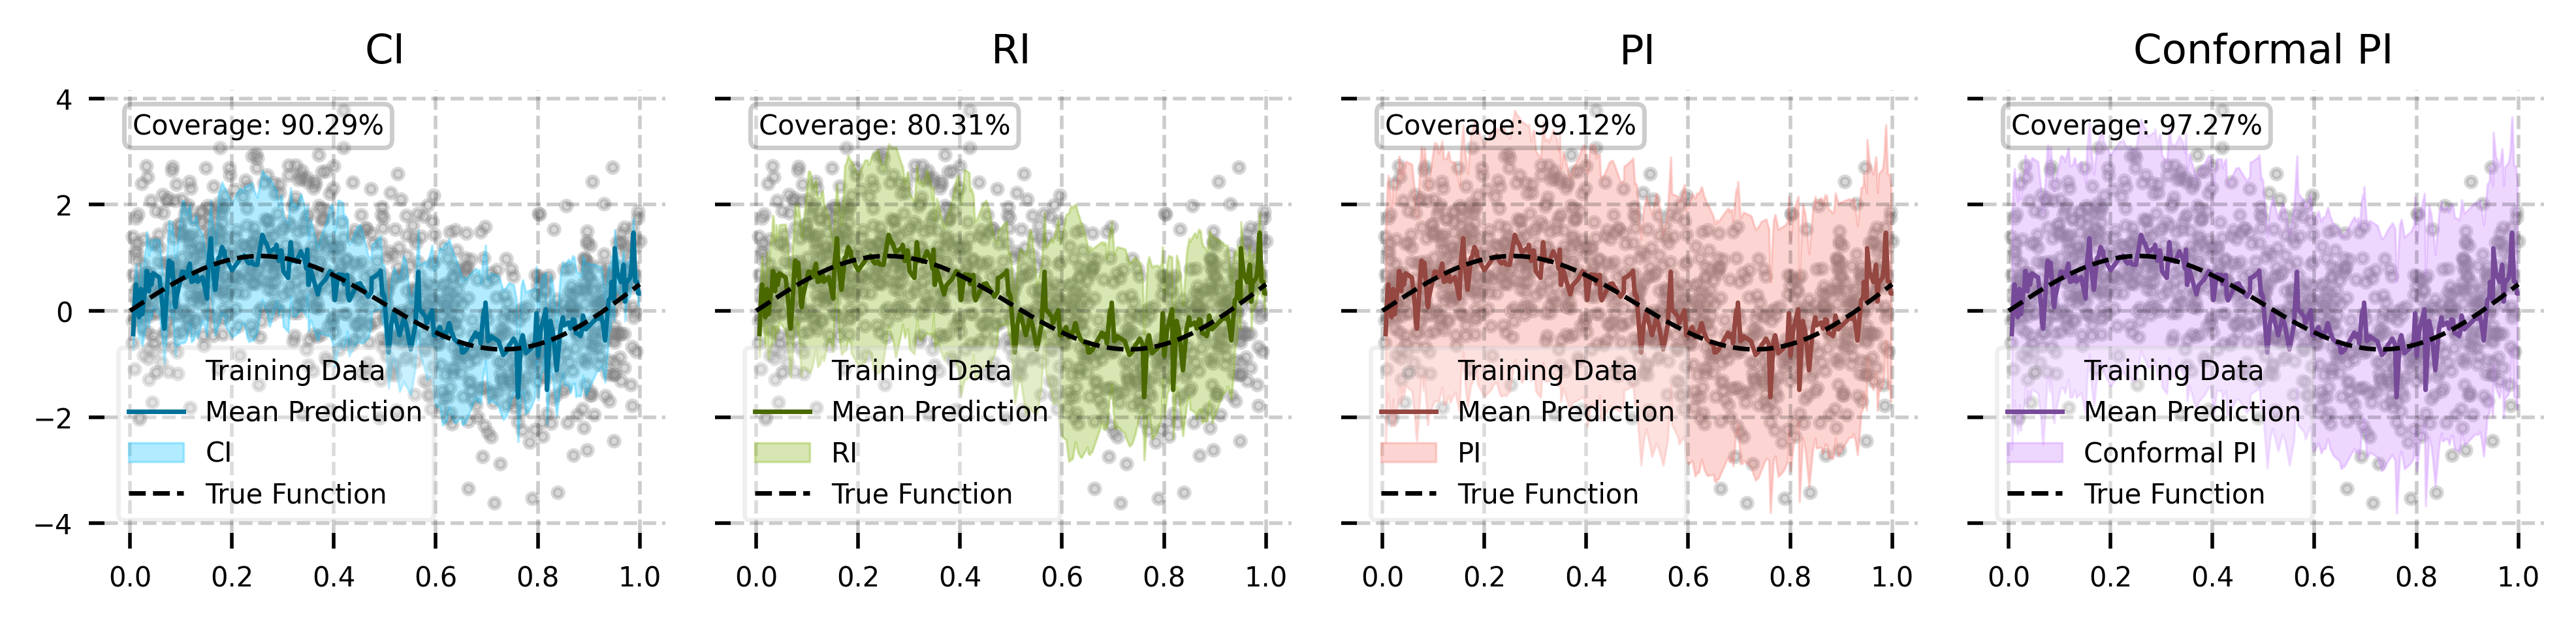 CI
RI
PI
Conformal PI
4
2
0
−2
−4
Coverage: 90.29%
Training Data
Mean Prediction
CI
True Function
0.0 0.2 0.4 0.6 0.8 1.0
Coverage: 80.31%
Training Data
Mean Prediction
RI
True Function
0.0 0.2 0.4 0.6 0.8 1.0
Coverage: 99.12%
Training Data
Mean Prediction
PI
True Function
0.0 0.2 0.4 0.6 0.8 1.0
Coverage: 97.27%
Training Data
Mean Prediction
Conformal PI
True Function
0.0 0.2 0.4 0.6 0.8 1.0